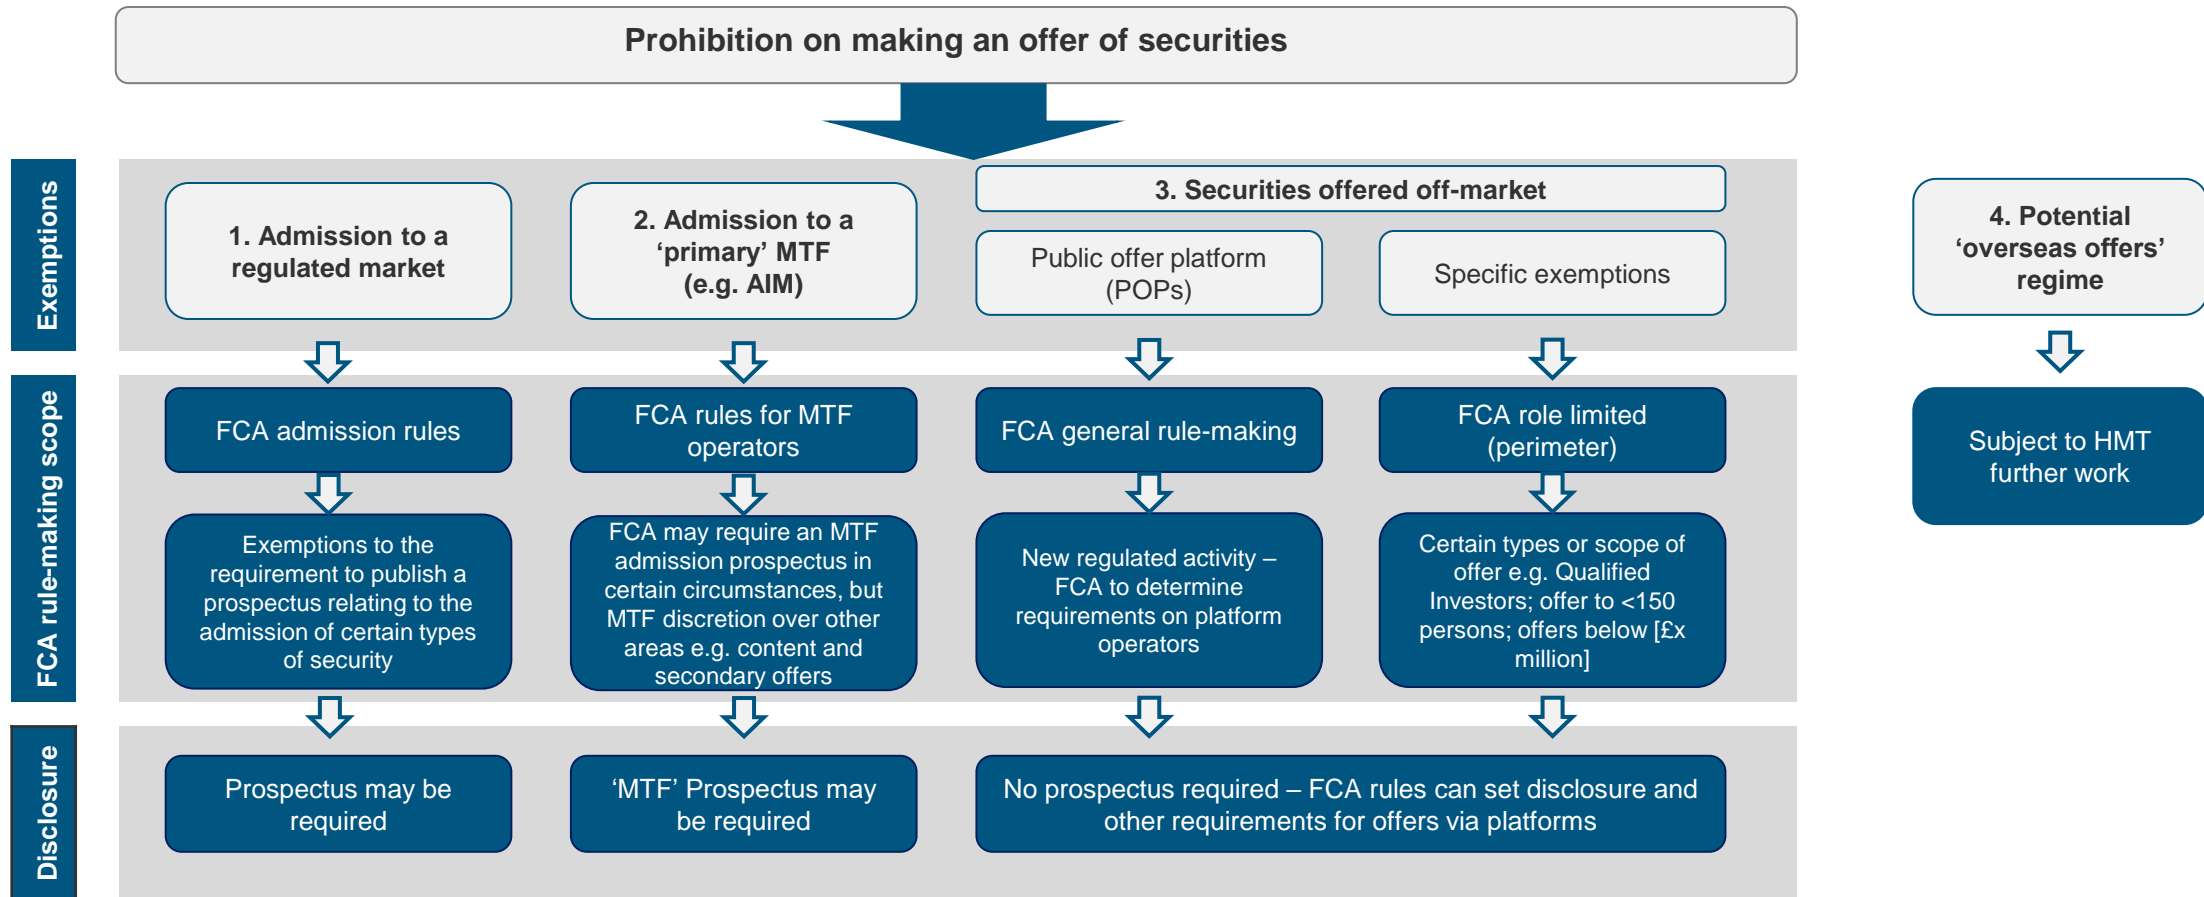 Prohibition on making an offer of securities
Exemptions
1. Admission to a
regulated market
2. Admission to a
‘primary’ MTF
(e.g. AIM)
3. Securities offered off-market
Public offer platform
(POPs)
Specific exemptions
4. Potential
‘overseas offers’
regime
FCA rule-making scope
FCA admission rules
FCA rules for MTF
operators
FCA general rule-making
FCA role limited
(perimeter)
Subject to HMT
further work
Exemptions to the
requirement to publish a
prospectus relating to the
admission of certain types
of security
FCA may require an MTF
admission prospectus in
certain circumstances, but
MTF discretion over other
areas e.g. content and
secondary offers
New regulated activity –
FCA to determine
requirements on platform
operators
Certain types or scope of
offer e.g. Qualified
Investors; offer to <150
persons; offers below [£x
million]
Disclosure
Prospectus may be
required
‘MTF’ Prospectus may
be required
No prospectus required – FCA rules can set disclosure and
other requirements for offers via platforms